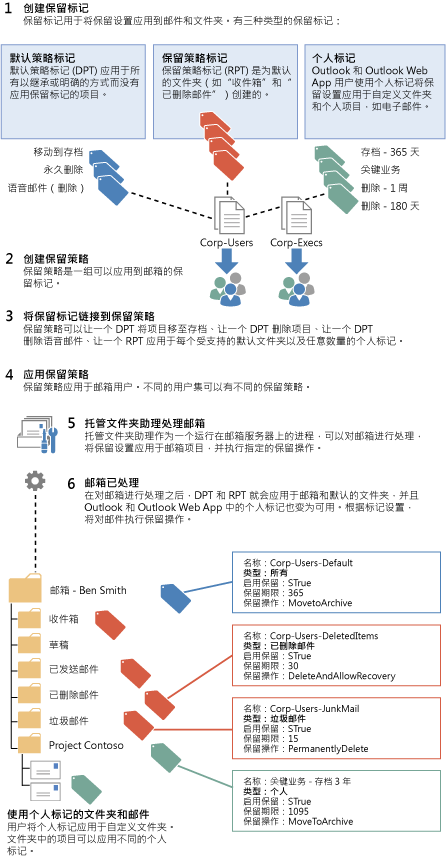 1 创建保留标记
保留标记用于将保留设置应用到邮件和文件夹。有三种类型的保留标记：
默认策略标记
默认策略标记 (DPT) 应用于所
有以继承或明确的方式而没有
应用保留标记的项目。
保留策略标记
保留策略标记 (RPT) 是为默认
的文件夹（如“收件箱”和“
已删除邮件”）创建的。
个人标记
Outlook 和 Outlook Web
App 用户使用个人标记将保
留设置应用于自定义文件夹
和个人项目，如电子邮件。
移动到存档
永久删除
语音邮件（删除）
存档 - 365 天
关键业务
删除 - 1 周
删除 - 180 天
Corp-Users
Corp-Execs
2 创建保留策略
保留策略是一组可以应用到邮箱的保
留标记。
3 将保留标记链接到保留策略
保留策略可以让一个 DPT 将项目移至存档、让一个 DPT 删除项目、让一个 DPT
删除语音邮件、让一个 RPT 应用于每个受支持的默认文件夹以及任意数量的个人标记。
4 应用保留策略
保留策略应用于邮箱用户。不同的用户集可以有不同的保留策略。
5 托管文件夹助理处理邮箱
托管文件夹助理作为一个运行在邮箱服务器上的进程，可以对邮箱进行处理，
将保留设置应用于邮箱项目，并执行指定的保留操作。
6 邮箱已处理
在对邮箱进行处理之后，DPT 和 RPT 就会应用于邮箱和默认的文件夹，并且
Outlook 和 Outlook Web App 中的个人标记也变为可用。根据标记设置，
将对邮件执行保留操作。
邮箱 - Ben Smith
收件箱
草稿
已发送邮件
已删除邮件
垃圾邮件
Project Contoso
名称：Corp-Users-Default
类型：所有
启用保留：STrue
保留期限：365
保留操作：MovetoArchive
名称：Corp-Users-DeletedItems
类型：已删除邮件
启用保留：STrue
保留期限：30
保留操作：DeleteAndAllowRecovery
名称：Corp-Users-JunkMail
类型：垃圾邮件
启用保留：STrue
保留期限：15
保留操作：PermanentlyDelete
名称：关键业务 - 存档 3 年
类型：个人
启用保留：STrue
保留期限：1095
保留操作：MoveToArchive
使用个人标记的文件夹和邮件
用户将个人标记应用于自定义文件夹。
文件夹中的项目可以应用不同的个人
标记。